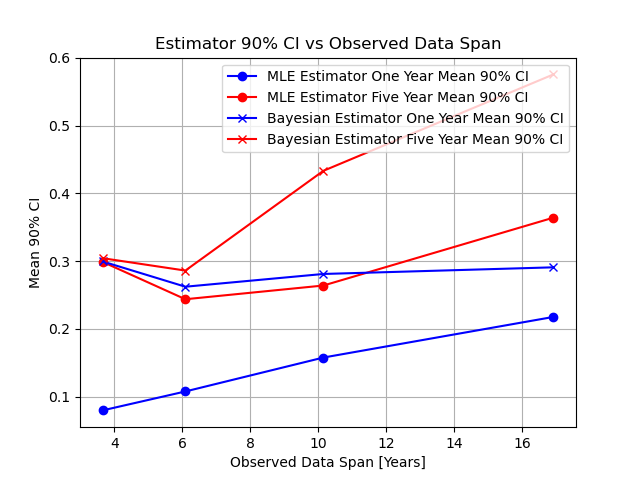 Estimator 90% CI vs Observed Data Span
MLE Estimator One Year Mean 90% CI
MLE Estimator Five Year Mean 90% CI
Bayesian Estimator One Year Mean 90% CI
Bayesian Estimator Five Year Mean 90% CI
Mean 90% CI
0.6
0.5
0.4
0.3
0.2
0.1
4 6 8 10 12 14 16
Observed Data Span [Years]